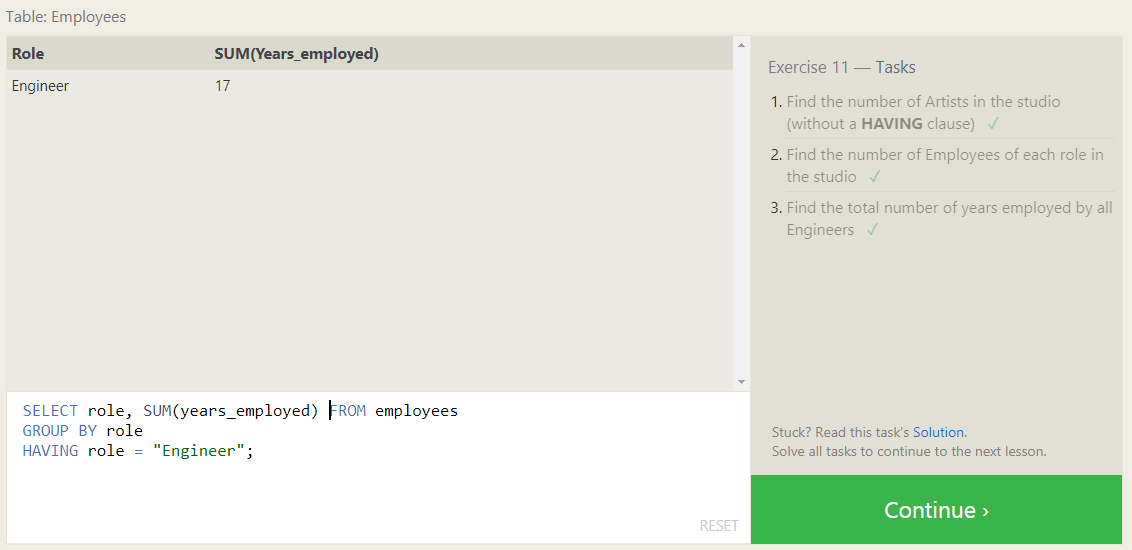 Table: Employees
Role SUM(Years_employed)
Engineer 17
SELECT role, SUM(years_employed) FROM employees
GROUP BY role
HAVING role = "Engineer";
RESET
Exercise 11 — Tasks
1. Find the number of Artists in the studio
(without a HAVING clause) ✓
2. Find the number of Employees of each role in
the studio ✓
3. Find the total number of years employed by all
Engineers ✓
Stuck? Read this task's Solution.
Solve all tasks to continue to the next lesson.
Continue ›